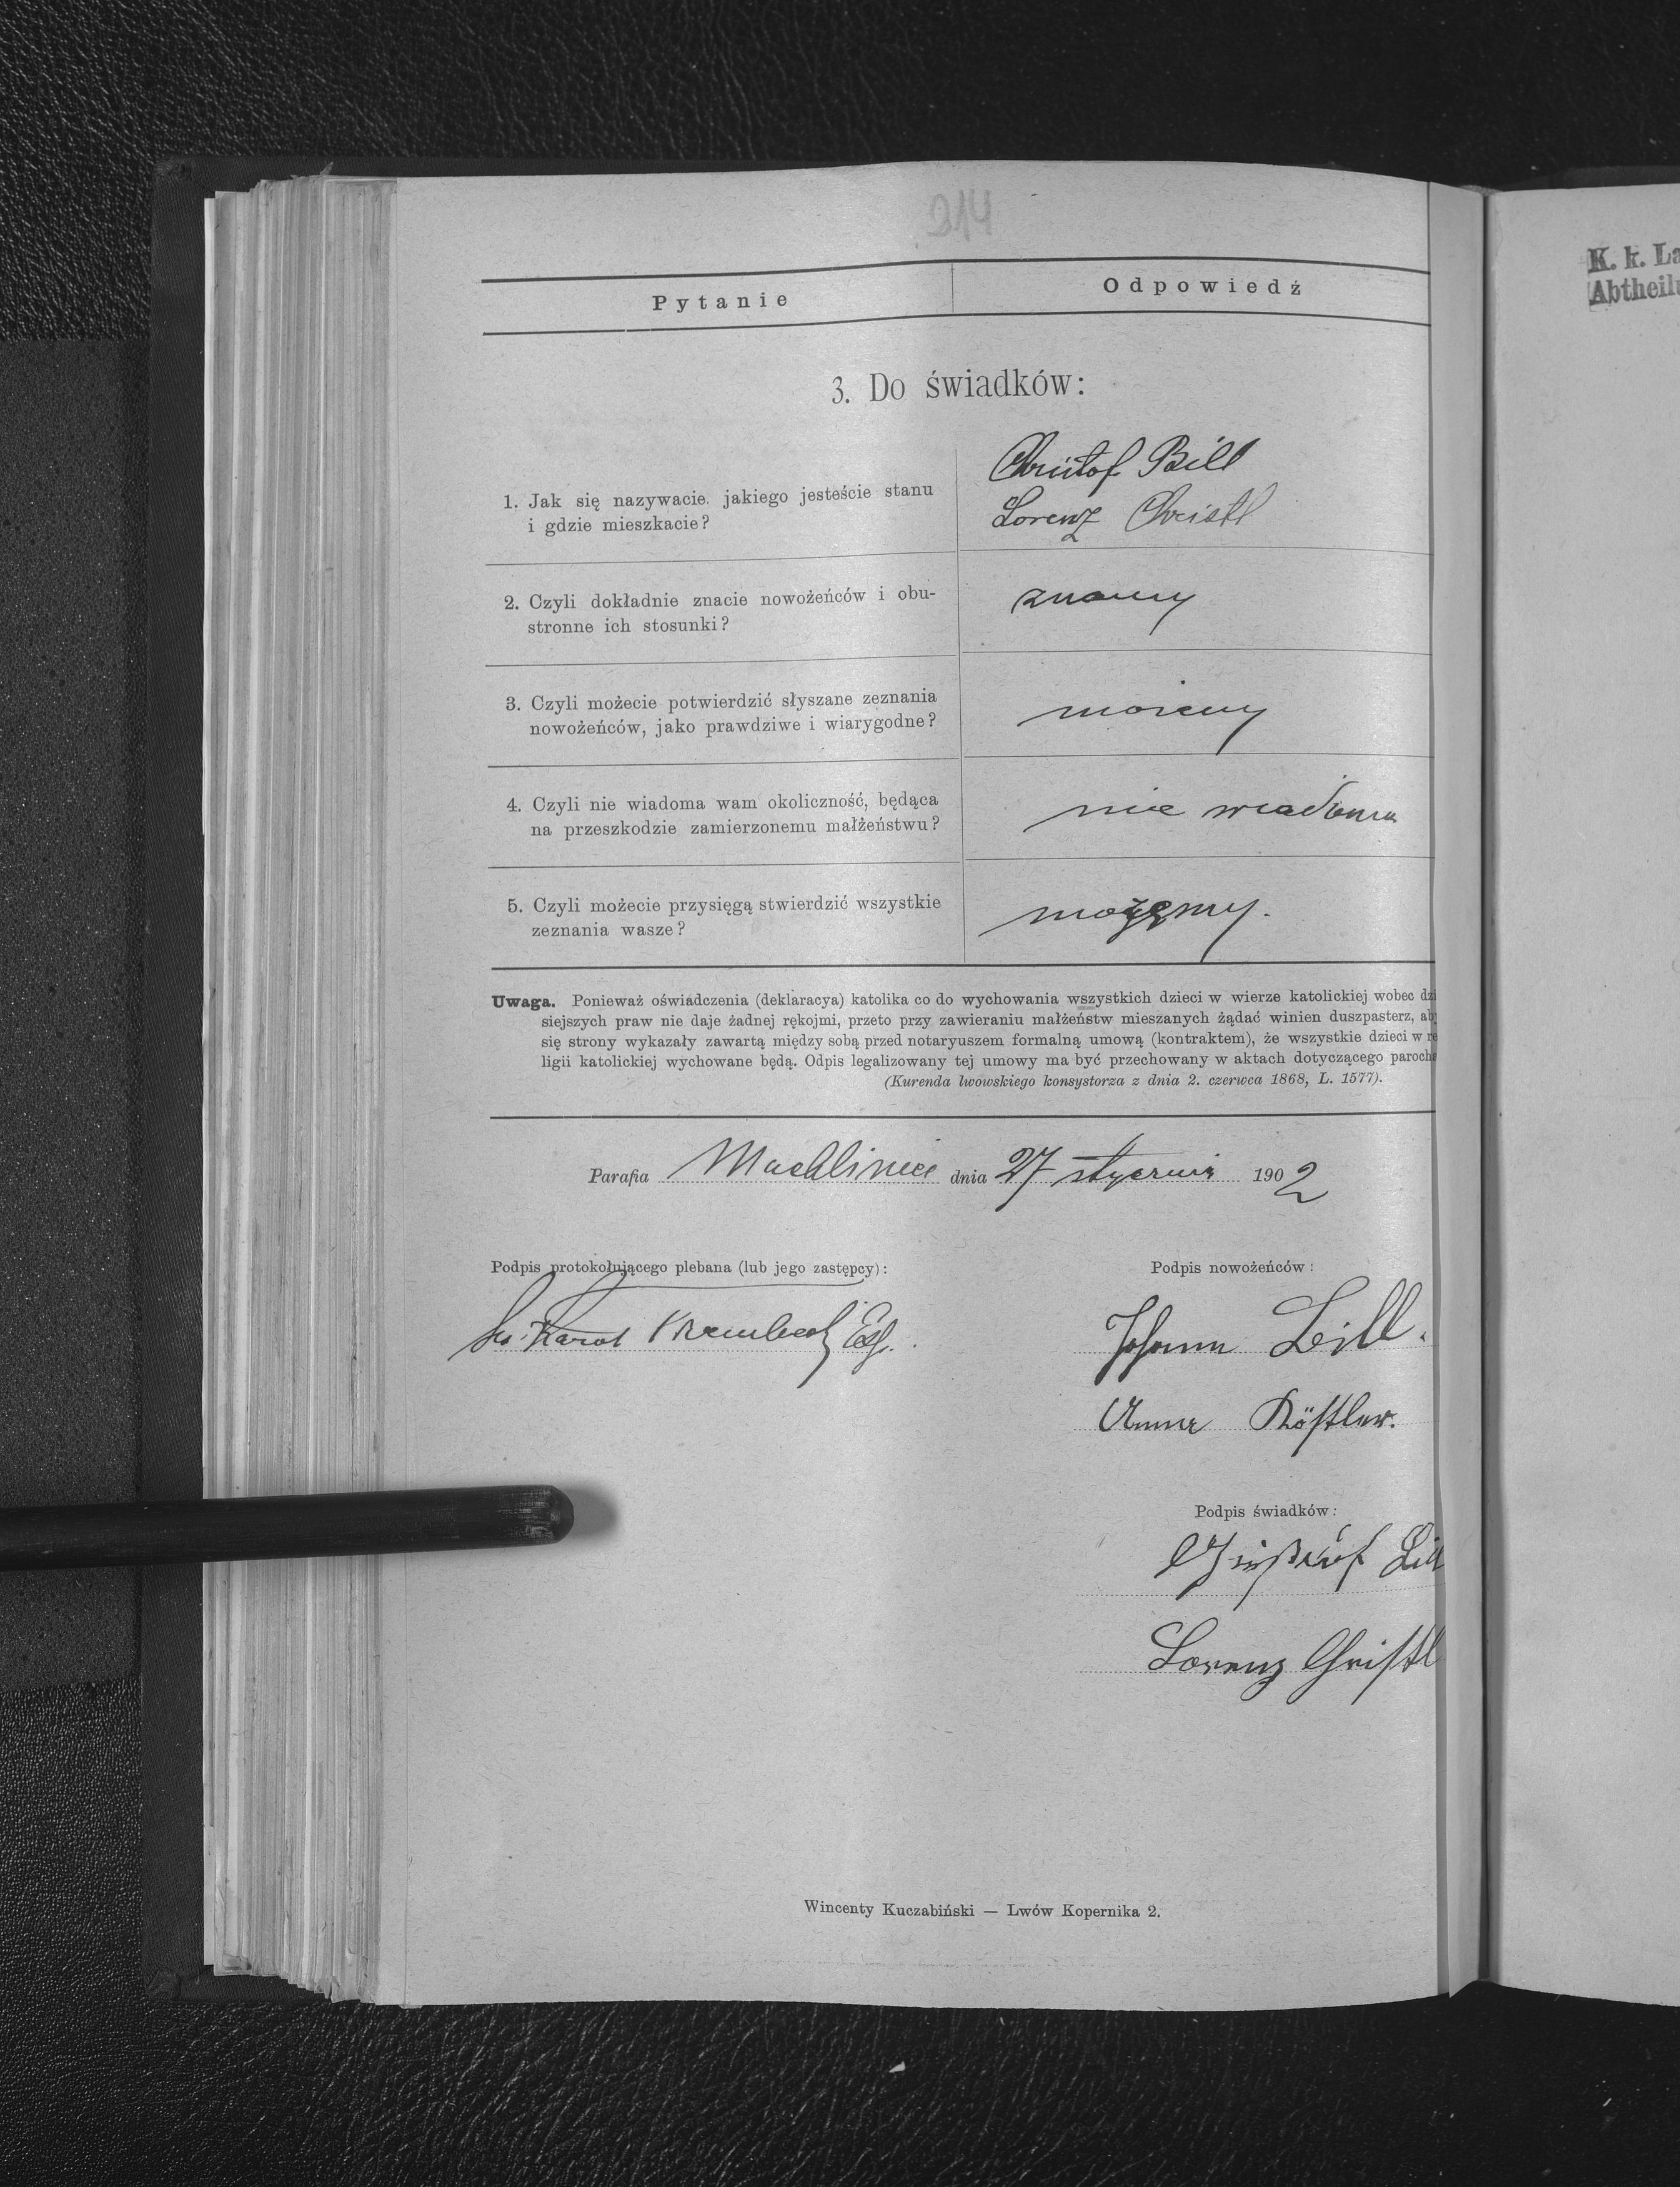 214
K. k. La
Abtheil
Pytanie
Odpowiedź
3. Do świadków:
1. Jak się nazywacie, jakiego jesteście stanu
i gdzie mieszkacie?
Christof Bill
Lorenz Christl
2. Czyli dokładnie znacie nowożeńców i obu-
stronne ich stosunki?
znamy
3. Czyli możecie potwierdzić słyszane zeznania
nowożeńców, jako prawdziwe i wiarygodne?
możemy
4. Czyli nie wiadoma wam okoliczność, będąca
na przeszkodzie zamierzonemu małżeństwu?
nie wiadoma
5. Czyli możecie przysięgą stwierdzić wszystkie
zeznania wasze?
możemy.
Uwaga. Ponieważ oświadczenia (deklaracya) katolika co do wychowania wszystkich dzieci w wierze katolickiej wobec dzi
siejszych praw nie daje żadnej rękojmi, przeto przy zawieraniu małżeństw mieszanych żądać winien duszpasterz, ab
się strony wykazały zawartą między sobą przed notaryuszem formalną umową (kontraktem), że wszystkie dzieci w re
ligii katolickiej wychowane będą. Odpis legalizowany tej umowy ma być przechowany w aktach dotyczącego parocha
(Kurenda lwowskiego konsystorza z dnia 2. czerwca 1868, L. 1577).
Parafia Machliniec dnia 27 stycznia 1902
Podpis protokołującego plebana (lub jego zastępcy):
Podpis nowożeńców:
Karol
Johann Bill.
Anna Köstler.
Podpis świadków:
Bill
Lorenz Christl
Wincenty Kuczabiński — Lwów Kopernika 2.